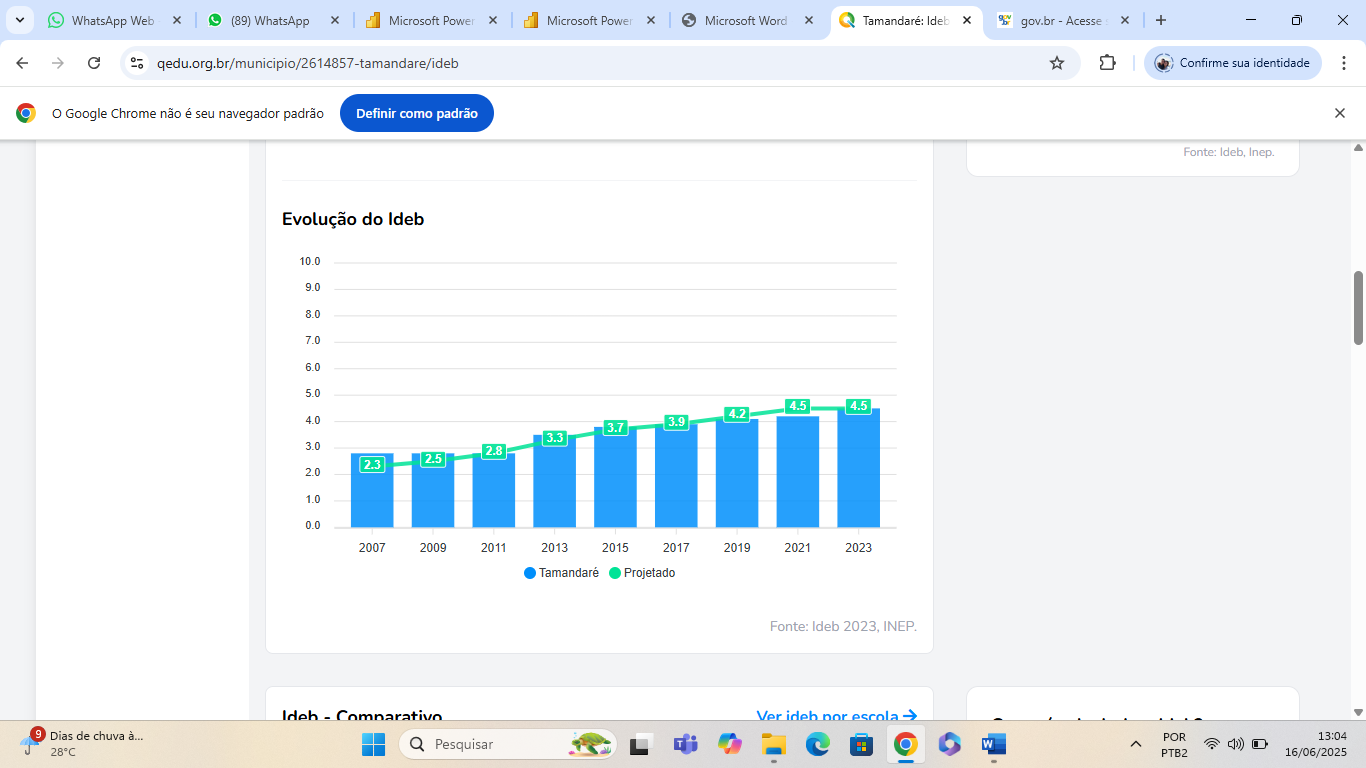 WhatsApp Web
(89) WhatsApp
Microsoft Power
Microsoft Power
Microsoft Word
Tamandaré: Ideb
gov.br - Acesse s
qedu.org.br/municipio/2614857-tamandare/ideb
Confirme sua identidade
O Google Chrome não é seu navegador padrão
Definir como padrão
Fonte: Ideb, Inep.
Evolução do Ideb
10.0
9.0
8.0
7.0
6.0
5.0
4.0
3.0
2.0
1.0
0.0
2.3 2.5 2.8 3.3 3.7 3.9 4.2 4.5 4.5
2007 2009 2011 2013 2015 2017 2019 2021 2023
Tamandaré Projetado
Fonte: Ideb 2023, INEP.
Ideb - Comparativo
Ver ideb por escola
9
Dias de chuva à...
28°C
Pesquisar
POR
PTB2
13:04
16/06/2025